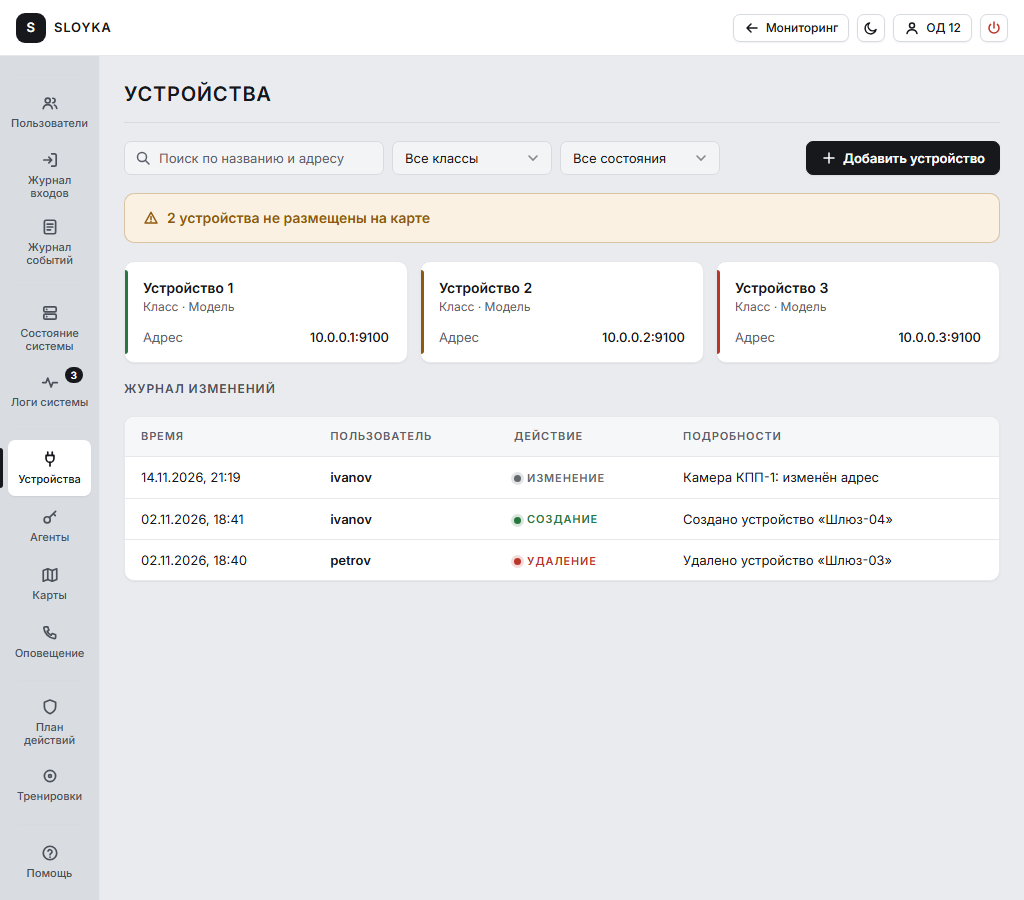 S SLOYKA
Мониторинг
ОД 12
Пользователи
Журнал
входов
Журнал
событий
Состояние
системы
3
Логи системы
Устройства
Агенты
Карты
Оповещение
План
действий
Тренировки
Помощь
УСТРОЙСТВА
Поиск по названию и адресу
Все классы
Все состояния
Добавить устройство
2 устройства не размещены на карте
Устройство 1
Класс · Модель
Адрес 10.0.0.1:9100
Устройство 2
Класс · Модель
Адрес 10.0.0.2:9100
Устройство 3
Класс · Модель
Адрес 10.0.0.3:9100
ЖУРНАЛ ИЗМЕНЕНИЙ
ВРЕМЯ ПОЛЬЗОВАТЕЛЬ ДЕЙСТВИЕ ПОДРОБНОСТИ
14.11.2026, 21:19 ivanov ИЗМЕНЕНИЕ Камера КПП-1: изменён адрес
02.11.2026, 18:41 ivanov СОЗДАНИЕ Создано устройство «Шлюз-04»
02.11.2026, 18:40 petrov УДАЛЕНИЕ Удалено устройство «Шлюз-03»